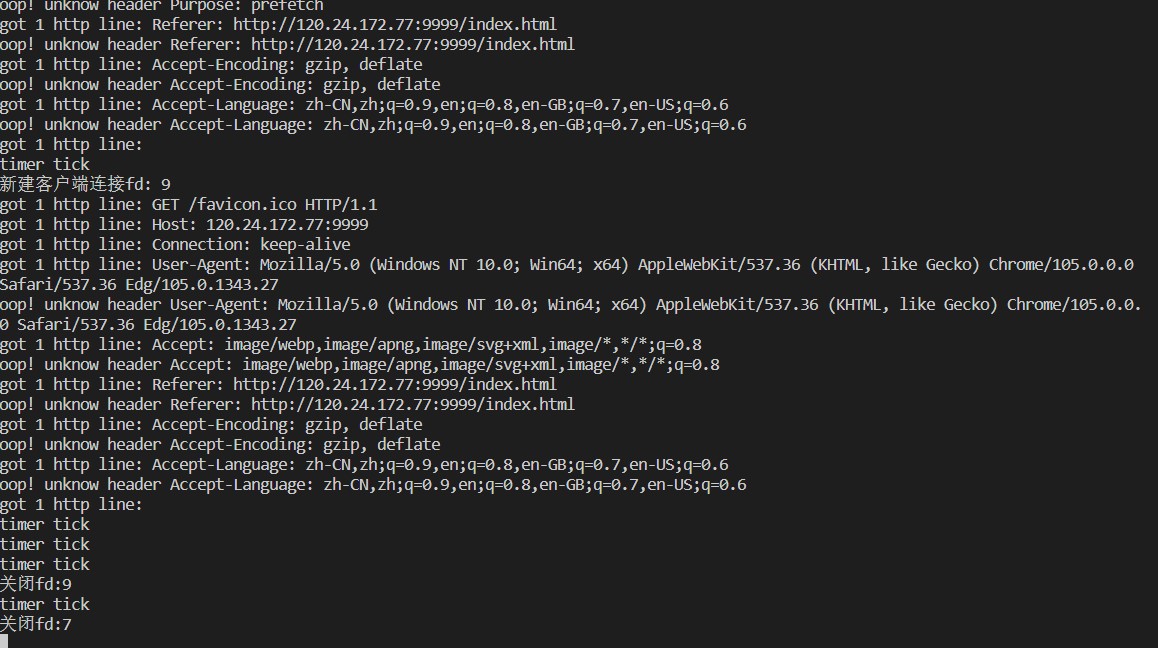 oop! unknow header Purpose: prefetch
got 1 http line: Referer: http://120.24.172.77:9999/index.html
oop! unknow header Referer: http://120.24.172.77:9999/index.html
got 1 http line: Accept-Encoding: gzip, deflate
oop! unknow header Accept-Encoding: gzip, deflate
got 1 http line: Accept-Language: zh-CN,zh;q=0.9,en;q=0.8,en-GB;q=0.7,en-US;q=0.6
oop! unknow header Accept-Language: zh-CN,zh;q=0.9,en;q=0.8,en-GB;q=0.7,en-US;q=0.6
got 1 http line:
timer tick
新建客户端连接fd: 9
got 1 http line: GET /favicon.ico HTTP/1.1
got 1 http line: Host: 120.24.172.77:9999
got 1 http line: Connection: keep-alive
got 1 http line: User-Agent: Mozilla/5.0 (Windows NT 10.0; Win64; x64) AppleWebKit/537.36 (KHTML, like Gecko) Chrome/105.0.0.0
Safari/537.36 Edg/105.0.1343.27
oop! unknow header User-Agent: Mozilla/5.0 (Windows NT 10.0; Win64; x64) AppleWebKit/537.36 (KHTML, like Gecko) Chrome/105.0.0.
0 Safari/537.36 Edg/105.0.1343.27
got 1 http line: Accept: image/webp,image/apng,image/svg+xml,image/*,*/*;q=0.8
oop! unknow header Accept: image/webp,image/apng,image/svg+xml,image/*,*/*;q=0.8
got 1 http line: Referer: http://120.24.172.77:9999/index.html
oop! unknow header Referer: http://120.24.172.77:9999/index.html
got 1 http line: Accept-Encoding: gzip, deflate
oop! unknow header Accept-Encoding: gzip, deflate
got 1 http line: Accept-Language: zh-CN,zh;q=0.9,en;q=0.8,en-GB;q=0.7,en-US;q=0.6
oop! unknow header Accept-Language: zh-CN,zh;q=0.9,en;q=0.8,en-GB;q=0.7,en-US;q=0.6
got 1 http line:
timer tick
timer tick
timer tick
关闭fd:9
timer tick
关闭fd:7